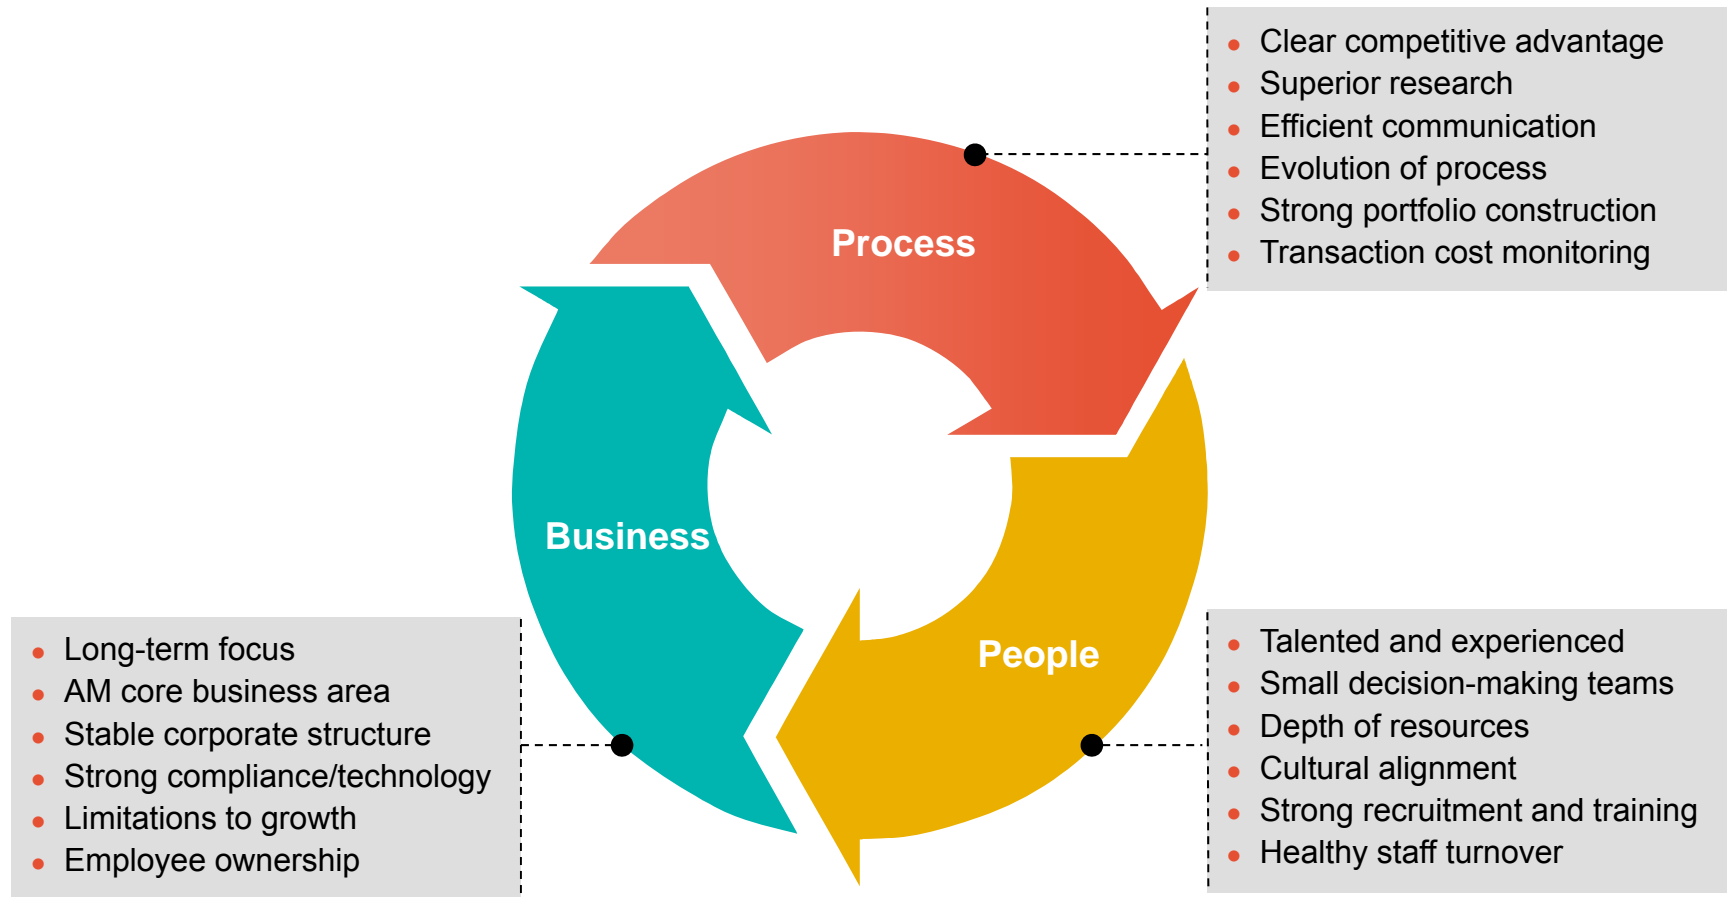 Process
• Clear competitive advantage
• Superior research
• Efficient communication
• Evolution of process
• Strong portfolio construction
• Transaction cost monitoring
Business
• Long-term focus
• AM core business area
• Stable corporate structure
• Strong compliance/technology
• Limitations to growth
• Employee ownership
People
• Talented and experienced
• Small decision-making teams
• Depth of resources
• Cultural alignment
• Strong recruitment and training
• Healthy staff turnover